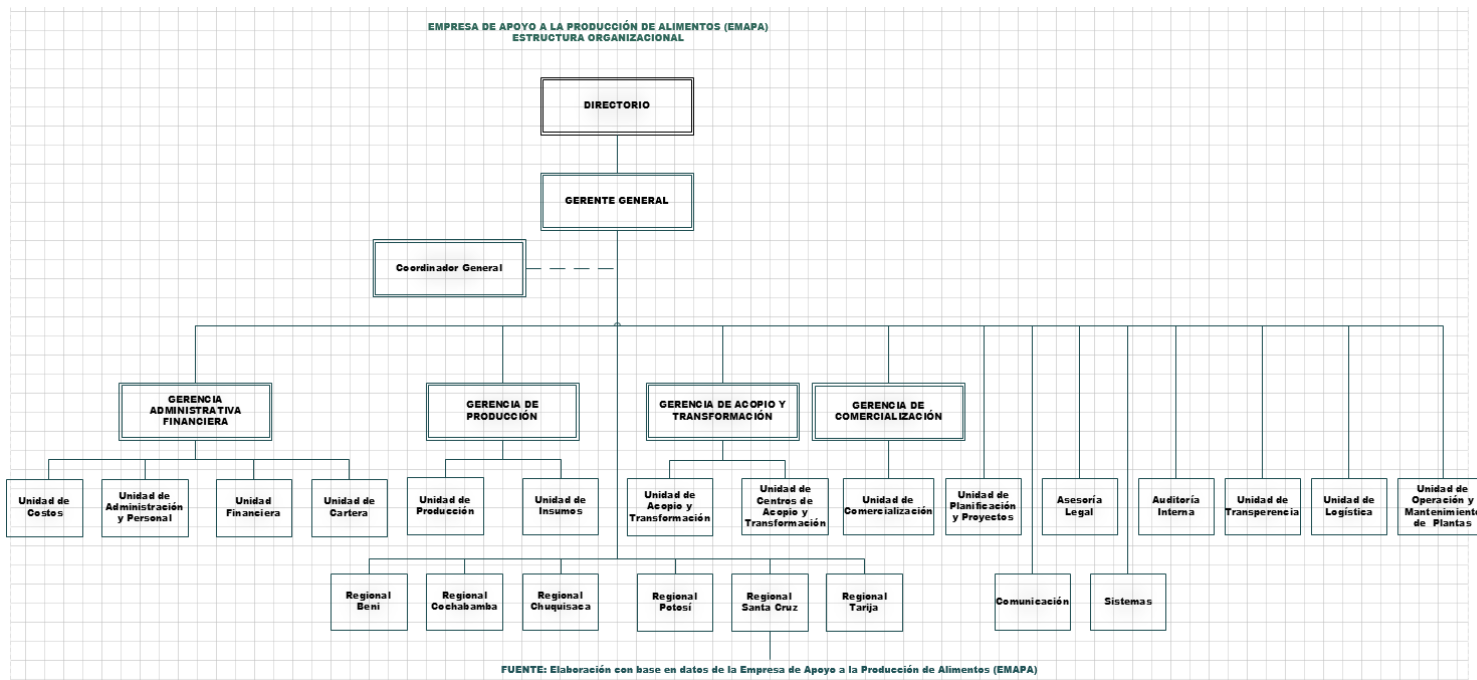 EMPRESA DE APOYO A LA PRODUCCIÓN DE ALIMENTOS (EMAPA)
ESTRUCTURA ORGANIZACIONAL
DIRECTORIO
GERENTE GENERAL
Coordinador General
GERENCIA
ADMINISTRATIVA
FINANCIERA
GERENCIA DE
PRODUCCIÓN
GERENCIA DE ACOPIO Y
TRANSFORMACIÓN
GERENCIA DE
COMERCIALIZACIÓN
Unidad de
Costos
Unidad de
Administración
y Personal
Unidad
Financiera
Unidad de
Cartera
Unidad de
Producción
Unidad de
Insumos
Unidad de
Acopio y
Transformación
Unidad de
Centros de
Acopio y
Transformación
Unidad de
Comercialización
Unidad de
Planificación
y Proyectos
Asesoría
Legal
Auditoría
Interna
Unidad de
Transperencia
Unidad de
Logística
Unidad de
Operación y
Mantenimiento
de Plantas
Regional
Beni
Regional
Cochabamba
Regional
Chuquisaca
Regional
Potosí
Regional
Santa Cruz
Regional
Tarija
Comunicación
Sistemas
FUENTE: Elaboración con base en datos de la Empresa de Apoyo a la Producción de Alimentos (EMAPA)